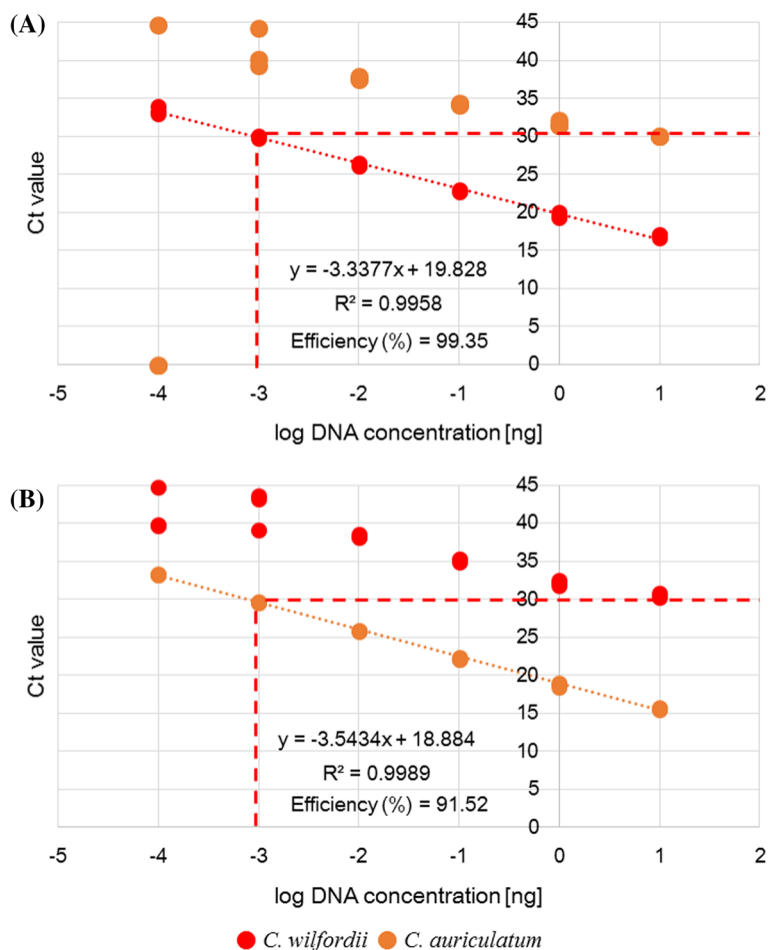 (A)
45
40
35
30
25
20
15
10
5
0
Ct value
y = -3.3377x + 19.828
R² = 0.9958
Efficiency (%) = 99.35
-5 -4 -3 -2 -1 0 1 2
log DNA concentration [ng]
(B)
45
40
35
30
25
20
15
10
5
0
Ct value
y = -3.5434x + 18.884
R² = 0.9989
Efficiency (%) = 91.52
-5 -4 -3 -2 -1 0 1 2
log DNA concentration [ng]
C. wilfordii C. auriculatum